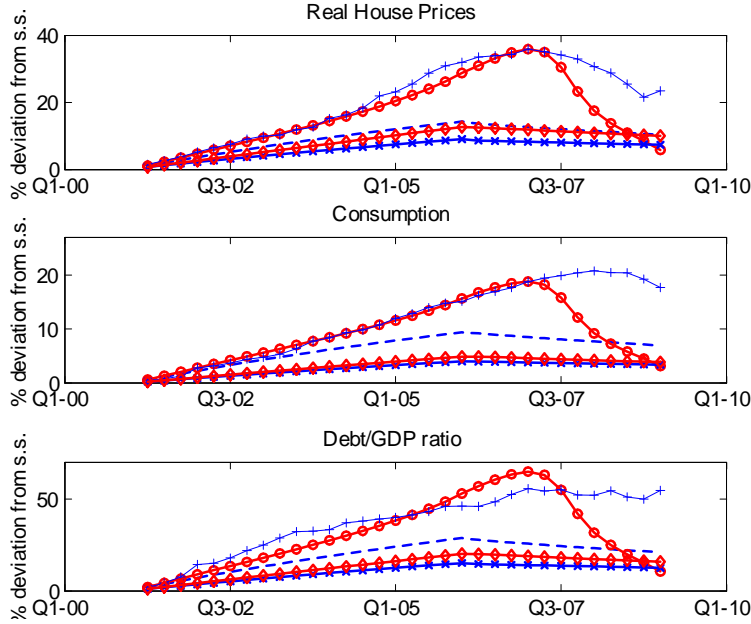 Real House Prices
% deviation from s.s.
40
20
0
Q1-00 Q3-02 Q1-05 Q3-07 Q1-10
Consumption
% deviation from s.s.
20
10
0
Q1-00 Q3-02 Q1-05 Q3-07 Q1-10
Debt/GDP ratio
% deviation from s.s.
50
0
Q1-00 Q3-02 Q1-05 Q3-07 Q1-10